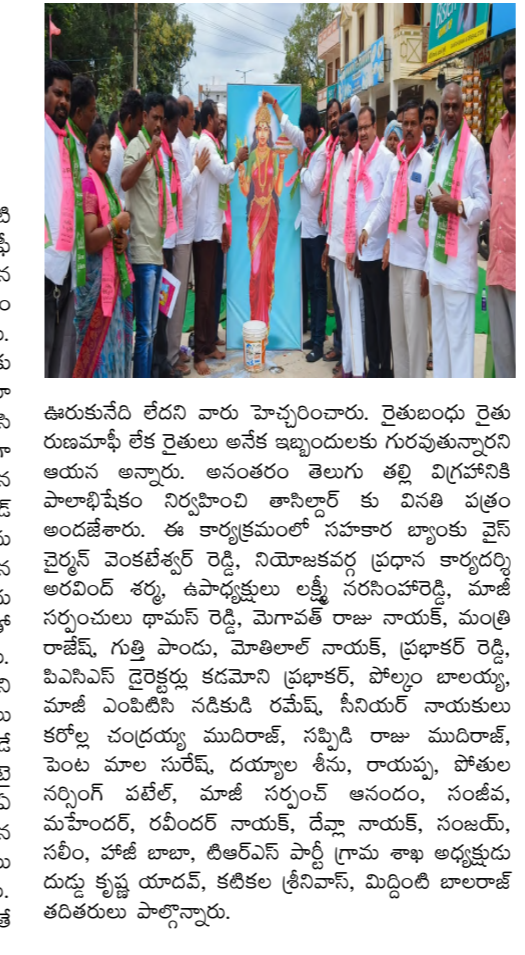 ఊరుకునేది లేదని వారు హెచ్చరించారు. రైతుబంధు రైతు
రుణమాఫీ లేక రైతులు అనేక ఇబ్బందులకు గురవుతున్నారని
ఆయన అన్నారు. అనంతరం తెలుగు తల్లి విగ్రహానికి
పాలాభిషేకం నిర్వహించి తాసిల్దార్ కు వినతి పత్రం
అందజేశారు. ఈ కార్యక్రమంలో సహకార బ్యాంకు వైస్
చైర్మన్ వెంకటేశ్వర్ రెడ్డి, నియోజకవర్గ ప్రధాన కార్యదర్శి
అరవింద్ శర్మ, ఉపాధ్యక్షులు లక్ష్మీ నరసింహారెడ్డి, మాజీ
సర్పంచులు థామస్ రెడ్డి, మెగావత్ రాజు నాయక్, మంత్రి
రాజేష్, గుత్తి పాండు, మోతిలాల్ నాయక్, ప్రభాకర్ రెడ్డి,
పిఎసిఎస్ డైరెక్టర్లు కడమోని ప్రభాకర్, పోల్కం బాలయ్య,
మాజీ ఎంపిటిసి నడికుడి రమేష్, సీనియర్ నాయకులు
కరోల్ల చంద్రయ్య ముదిరాజ్, సప్పిడి రాజు ముదిరాజ్,
పెంట మాల సురేష్, దయ్యాల శీను, రాయప్ప, పోతుల
నర్సింగ్ పటేల్, మాజీ సర్పంచ్ ఆనందం, సంజీవ,
మహేందర్, రవీందర్ నాయక్, దేవ్లా నాయక్, సంజయ్,
సలీం, హాజీ బాబా, టిఆర్ఎస్ పార్టీ గ్రామ శాఖ అధ్యక్షుడు
దుడ్డు కృష్ణ యాదవ్, కటికల శ్రీనివాస్, మిద్దింటి బాలరాజ్
తదితరులు పాల్గొన్నారు.